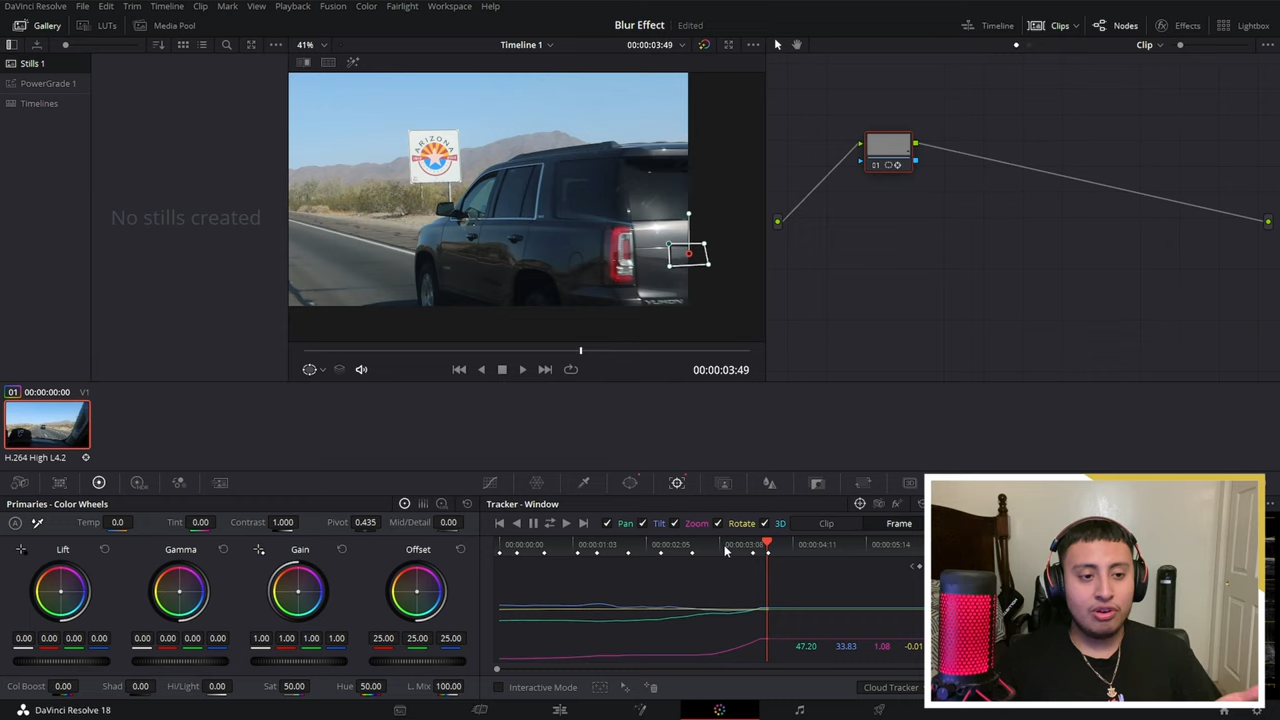 DaVinci Resolve File Edit Trim Timeline Clip Mark View Playback Fusion Color Fairlight Workspace Help
Gallery LUTs Media Pool Blur Effect Edited Timeline Clips Nodes Effects Lightbox
41% Timeline 1 00:00:03:49 Clip
Stills 1
PowerGrade 1
Timelines
No stills created
ARIZONA
YUKON
01
00:00:03:49
01 00:00:00:00 V1
H.264 High L4.2
Primaries - Color Wheels Tracker - Window
Temp 0.0 Tint 0.00 Contrast 1.000 Pivot 0.435 Mid/Detail 0.00 Pan Tilt Zoom Rotate 3D Clip Frame
Lift Gamma Gain Offset
00:00:00:00 00:00:01:03 00:00:02:05 00:00:03:08 00:00:04:11 00:00:05:14
0.00 0.00 0.00 0.00 0.00 0.00 0.00 0.00 1.00 1.00 1.00 1.00 25.00 25.00 25.00
47.20 33.83 1.08 -0.01
Col Boost 0.00 Shad 0.00 Hi/Light 0.00 Sat 50.00 Hue 50.00 L. Mix 100.00 Interactive Mode Cloud Tracker
DaVinci Resolve 18